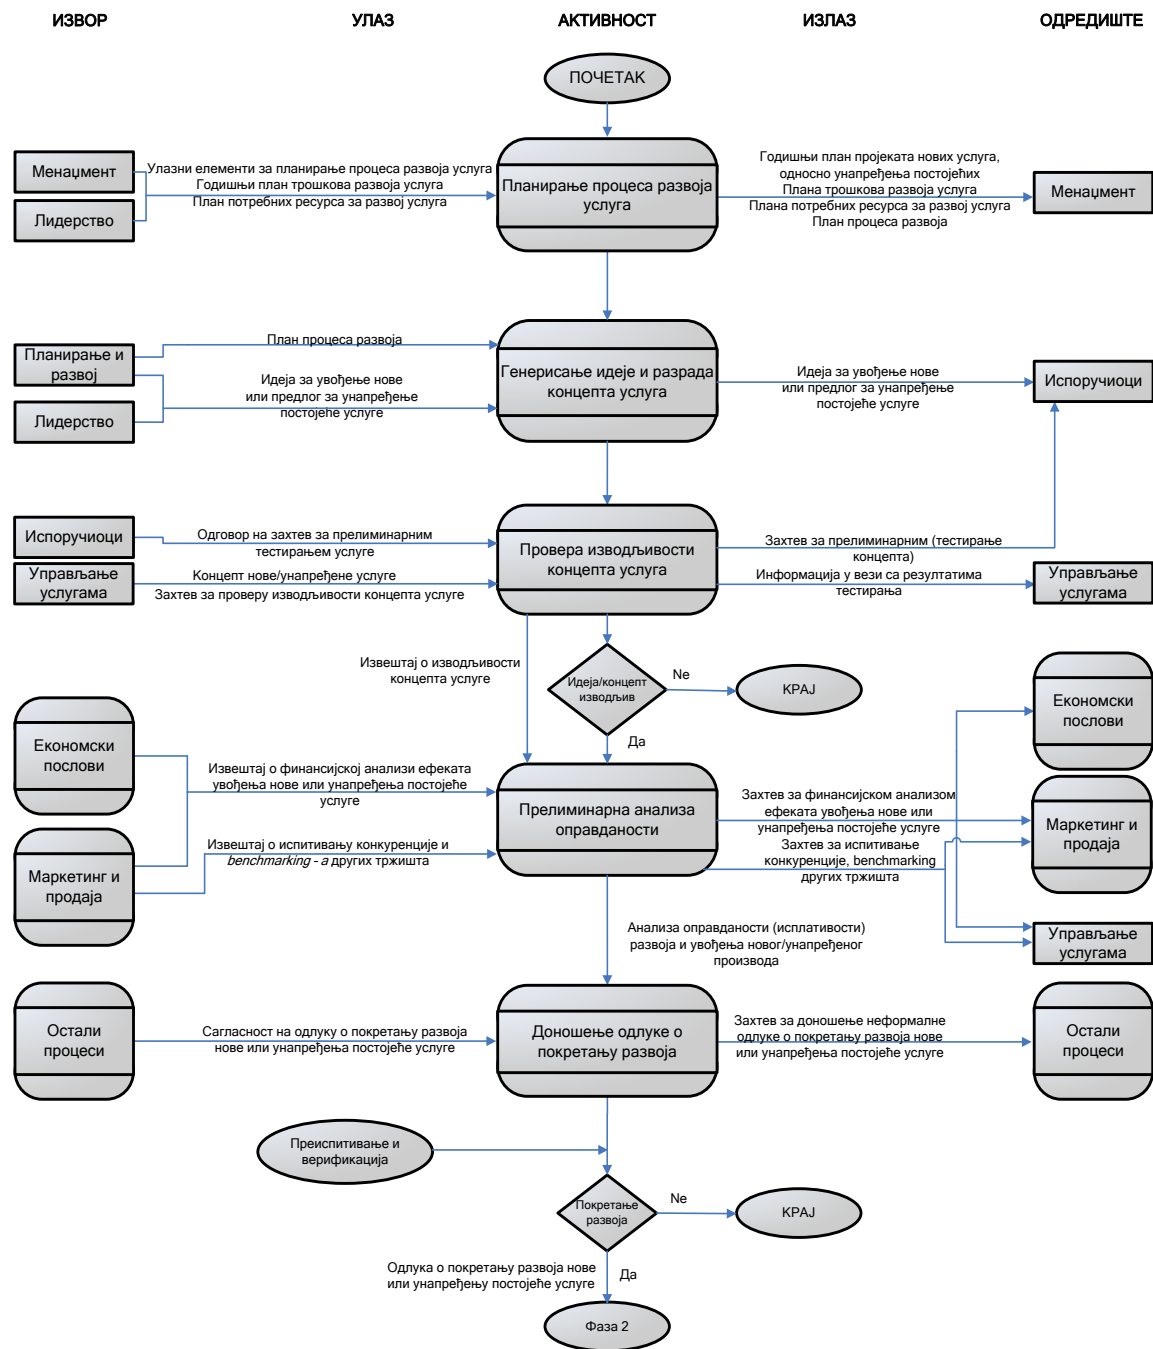 ИЗВОР
УЛАЗ
АКТИВНОСТ
ИЗЛАЗ
ОДРЕДИШТЕ
ПОЧЕТАК
Менаџмент
Лидерство
Улазни елементи за планирање процеса развоја услуга
Годишњи план трошкова развоја услуга
План потребних ресурса за развој услуга
Планирање процеса развоја
услуга
Годишњи план пројеката нових услуга,
односно унапређења постојећих
Плана трошкова развоја услуга
Плана потребних ресурса за развој услуга
План процеса развоја
Менаџмент
Планирање и
развој
Лидерство
План процеса развоја
Идеја за увођење нове
или предлог за унапређење
постојеће услуге
Генерисање идеје и разрада
концепта услуга
Идеја за увођење нове
или предлог за унапређење
постојеће услуге
Испоручиоци
Испоручиоци
Управљање
услугама
Одговор на захтев за прелиминарним
тестирањем услуге
Концепт нове/унапређене услуге
Захтев за проверу изводљивости концепта услуге
Провера изводљивости
концепта услуга
Захтев за прелиминарним (тестирање
концепта)
Информација у вези са резултатима
тестирања
Управљање
услугама
Извештај о изводљивости
концепта услуге
Идеја/концепт
изводљив
Ne
КРАЈ
Да
Економски
послови
Маркетинг и
продаја
Извештај о финансијској анализи ефеката
увођења нове или унапређења постојеће
услуге
Извештај о испитивању конкуренције и
benchmarking - а других тржишта
Прелиминарна анализа
оправданости
Захтев за финансијском анализом
ефеката увођења нове или
унапређења постојеће услуге
Захтев за испитивање
конкуренције, benchmarking
других тржишта
Економски
послови
Маркетинг и
продаја
Управљање
услугама
Анализа оправданости (исплативости)
развоја и увођења новог/унапређеног
производа
Остали
процеси
Сагласност на одлуку о покретању развоја
нове или унапређења постојеће услуге
Доношење одлуке о
покретању развоја
Захтев за доношење неформалне
одлуке о покретању развоја нове
или унапређења постојеће услуге
Остали
процеси
Преиспитивање и
верификација
Покретање
развоја
Ne
КРАЈ
Одлука о покретању развоја нове
или унапређењу постојеће услуге
Да
Фаза 2